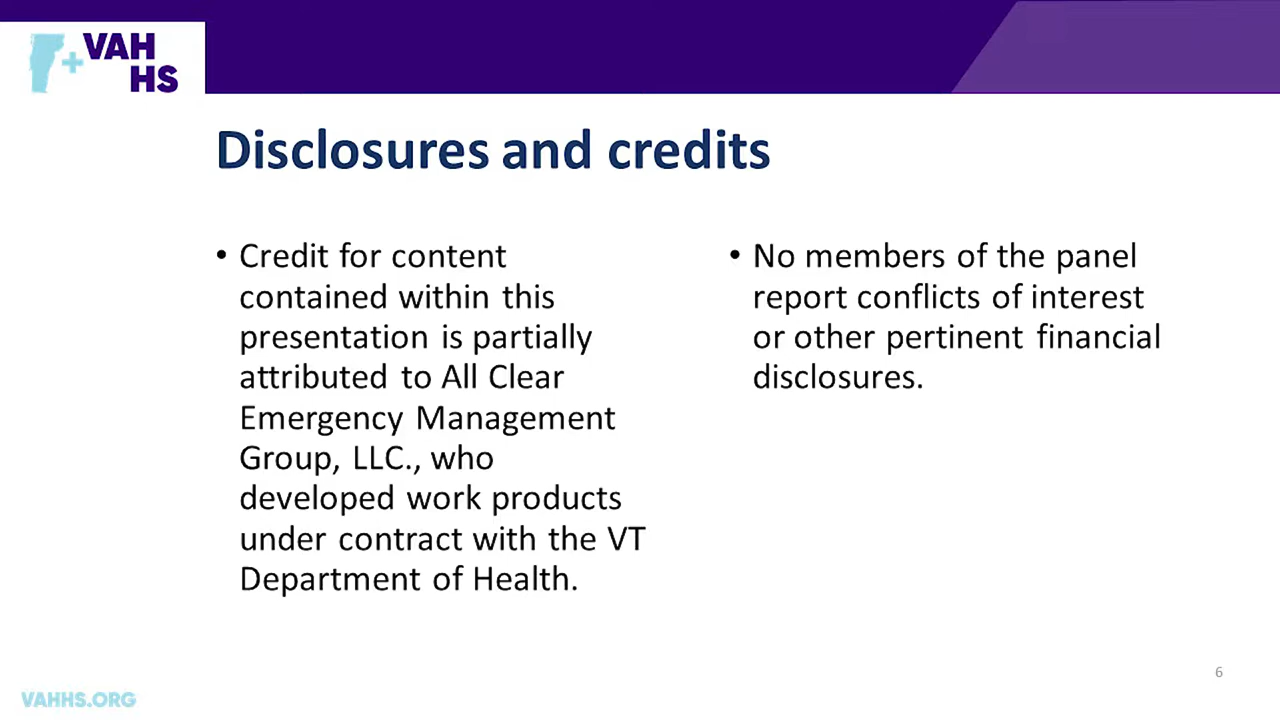 +VAH
HS
Disclosures and credits
• Credit for content
contained within this
presentation is partially
attributed to All Clear
Emergency Management
Group, LLC., who
developed work products
under contract with the VT
Department of Health.
• No members of the panel
report conflicts of interest
or other pertinent financial
disclosures.
6
VAHHS.ORG